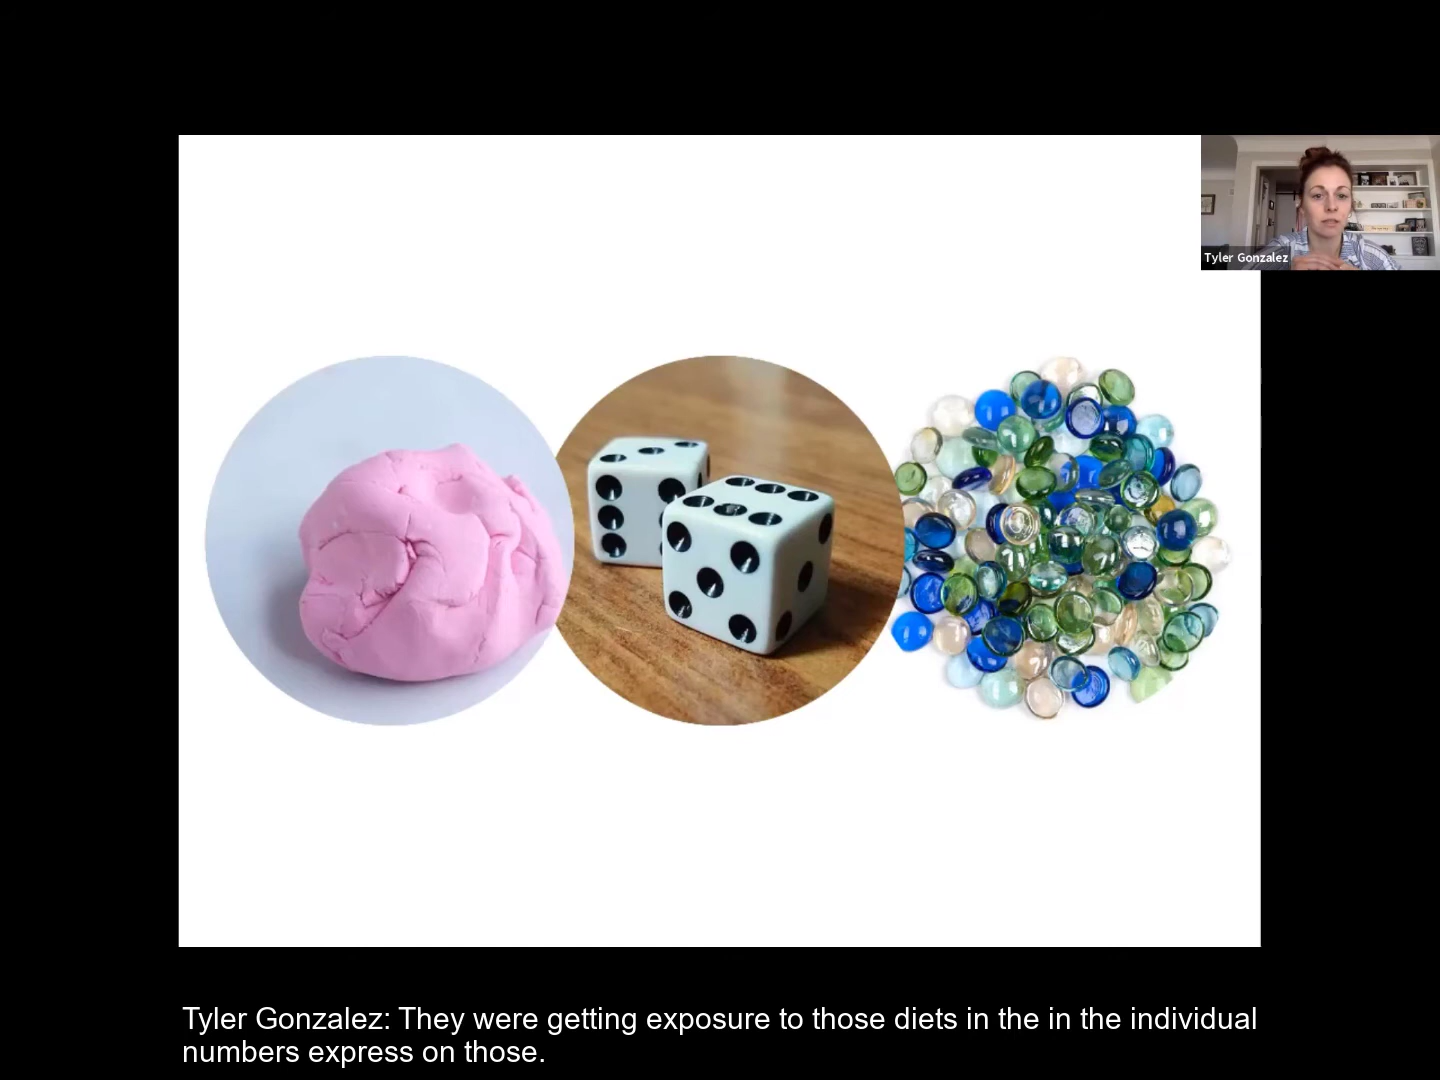 Tyler Gonzalez
Tyler Gonzalez: They were getting exposure to those diets in the in the individual
numbers express on those.